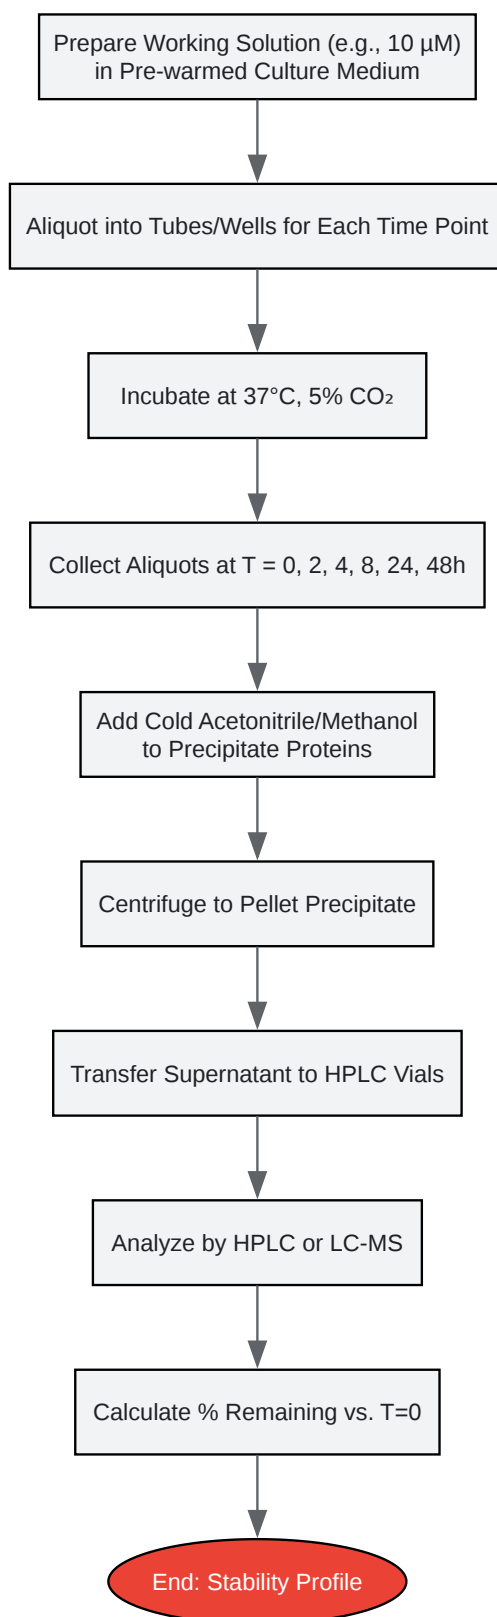 Prepare Working Solution (e.g., 10 µM)
in Pre-warmed Culture Medium
Aliquot into Tubes/Wells for Each Time Point
Incubate at 37°C, 5% CO₂
Collect Aliquots at T = 0, 2, 4, 8, 24, 48h
Add Cold Acetonitrile/Methanol
to Precipitate Proteins
Centrifuge to Pellet Precipitate
Transfer Supernatant to HPLC Vials
Analyze by HPLC or LC-MS
Calculate % Remaining vs. T=0
End: Stability Profile